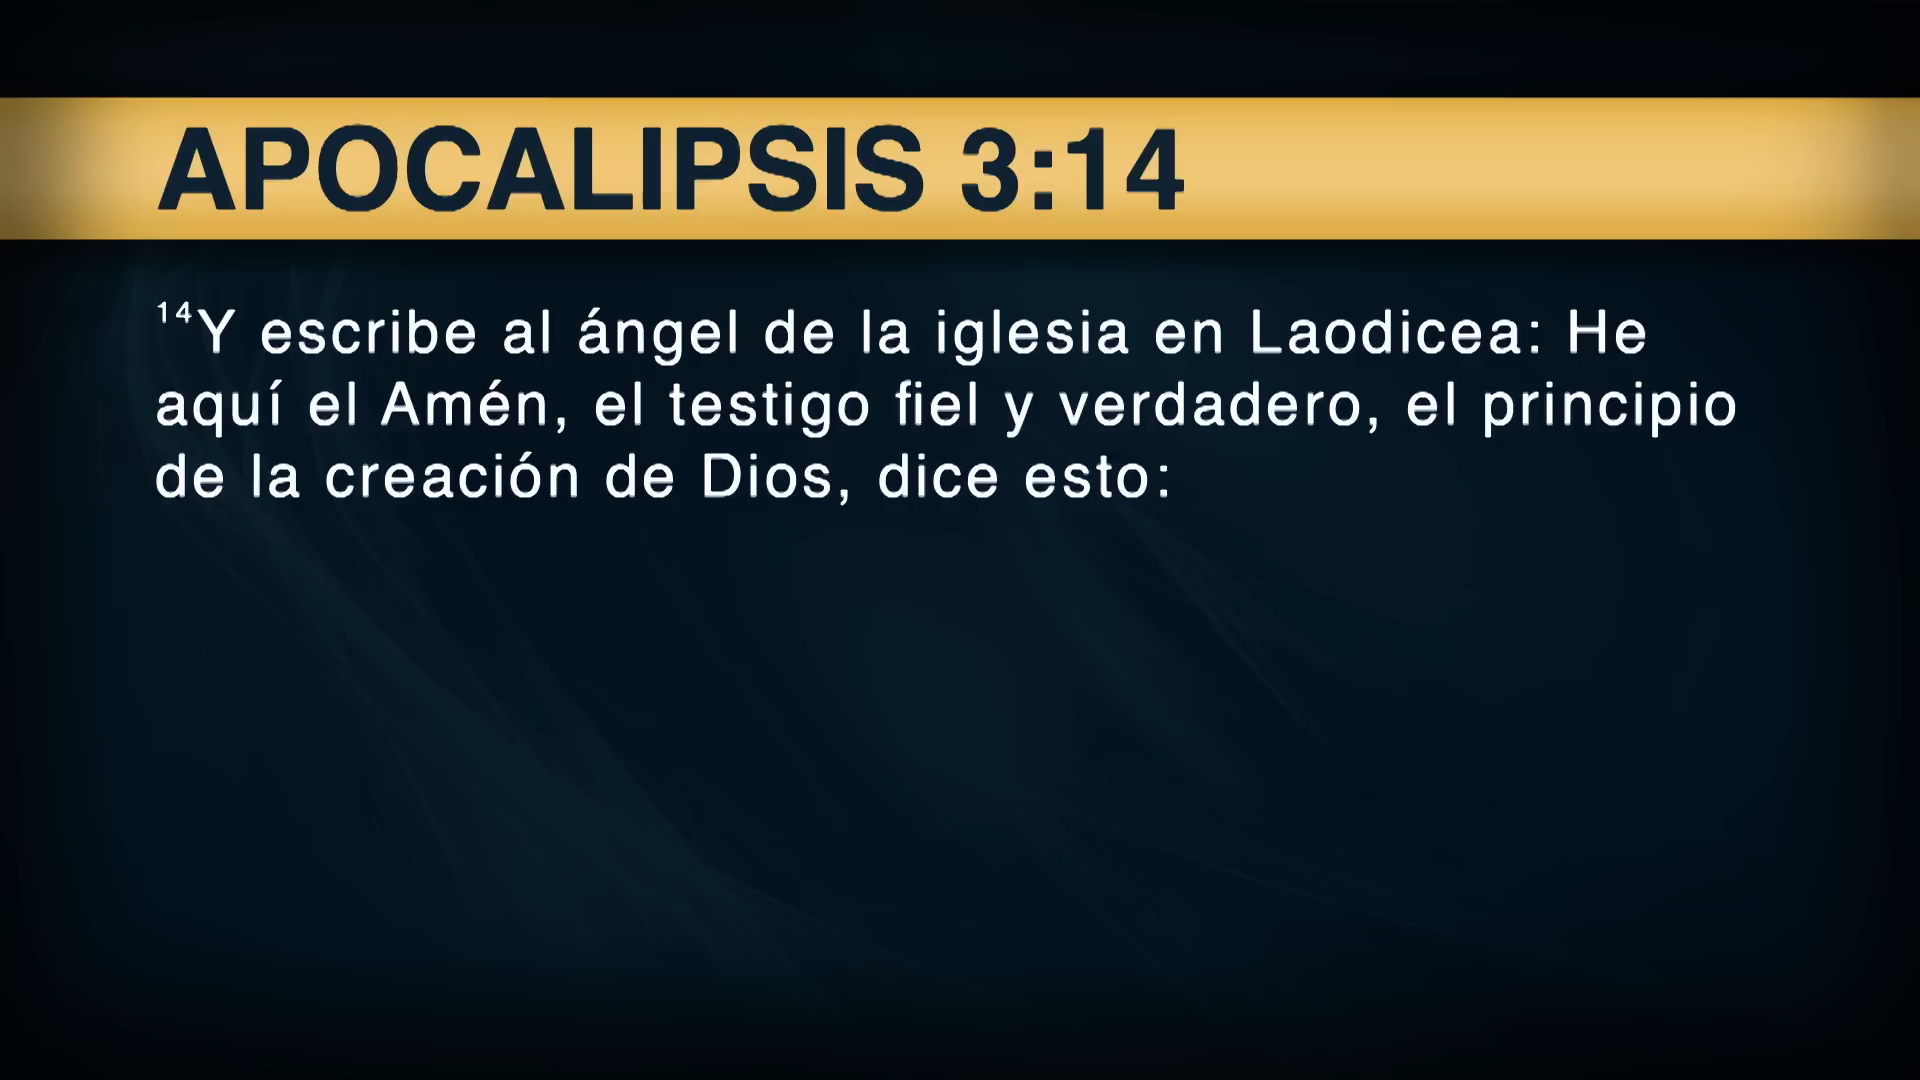 APOCALIPSIS 3:14
14Y escribe al ángel de la iglesia en Laodicea: He
aquí el Amén, el testigo fiel y verdadero, el principio
de la creación de Dios, dice esto: